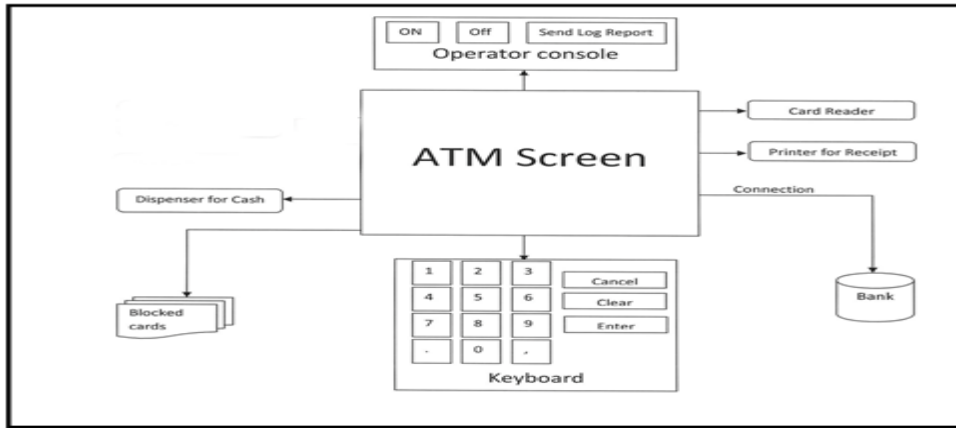 ON Off Send Log Report
Operator console
ATM Screen
Card Reader
Printer for Receipt
Connection
Dispenser for Cash
Blocked
cards
Bank
1 2 3
Cancel
4 5 6
Clear
7 8 9
Enter
. 0 ,
Keyboard